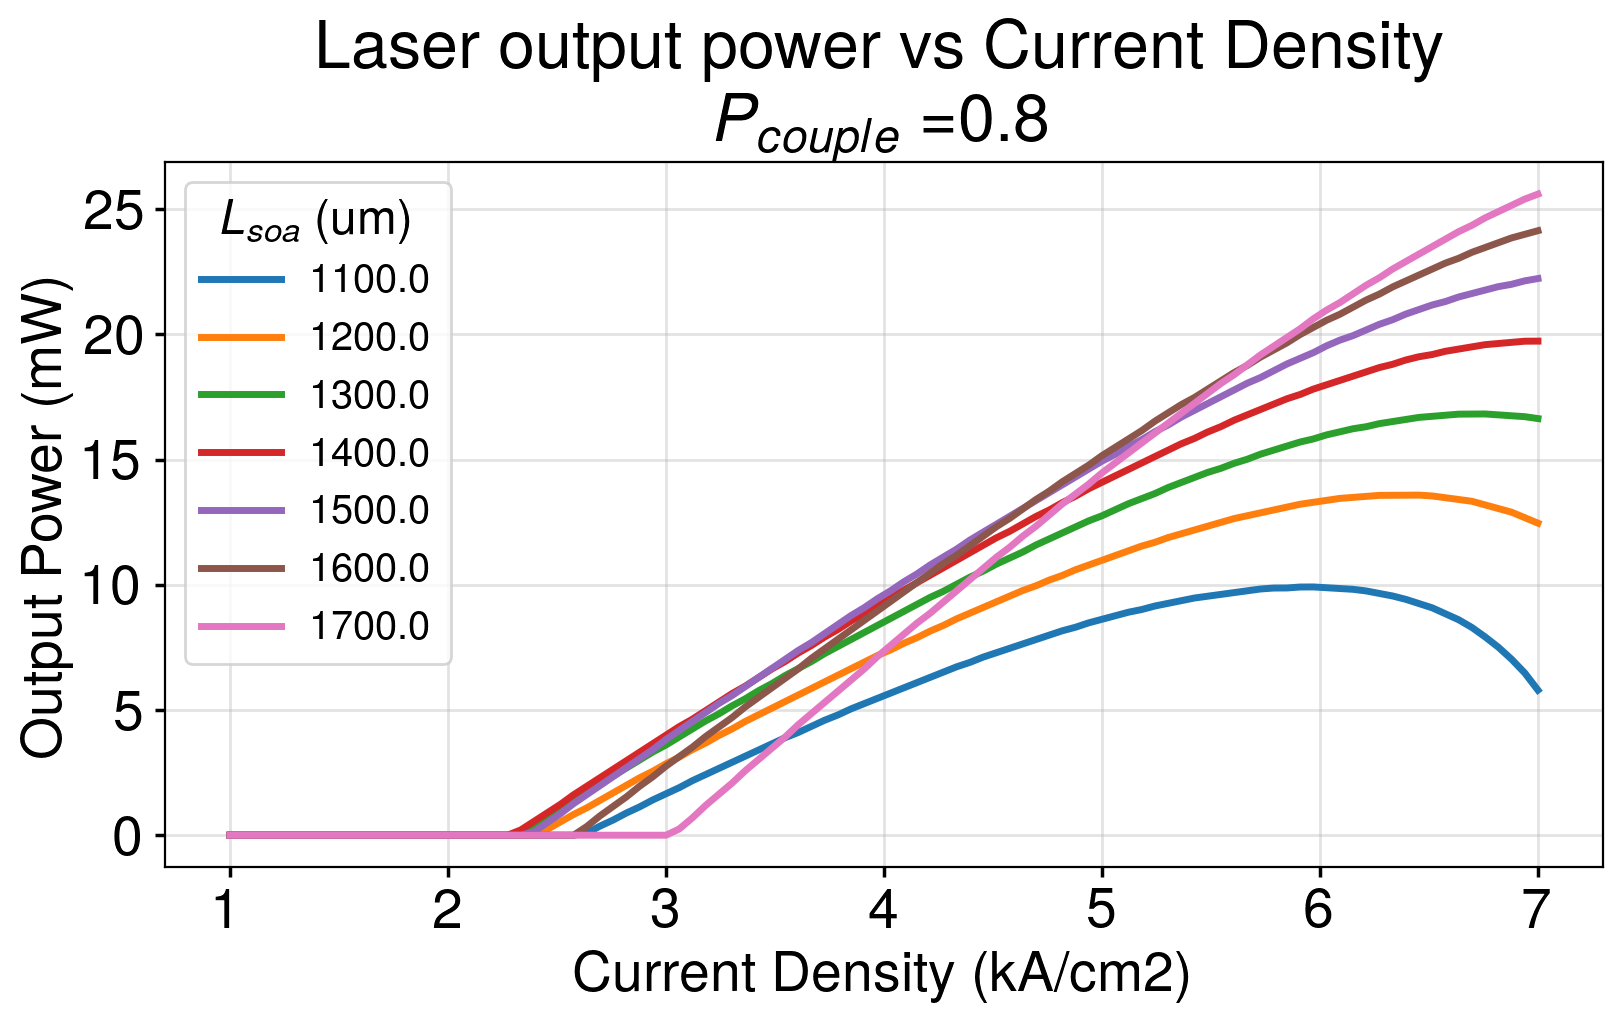 Laser output power vs Current Density
P_couple =0.8
L_soa (um)
1100.0
1200.0
1300.0
1400.0
1500.0
1600.0
1700.0
Output Power (mW)
25
20
15
10
5
0
1 2 3 4 5 6 7
Current Density (kA/cm2)